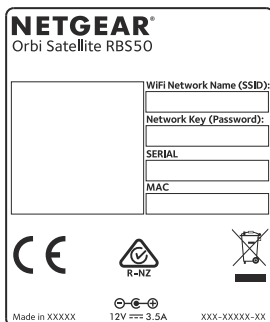 NETGEAR®
Orbi Satellite RBS50
WiFi Network Name (SSID):
Network Key (Password):
SERIAL
MAC
CE
R-NZ
Made in XXXXX
12V ⎓ 3.5A
XXX-XXXXX-XX